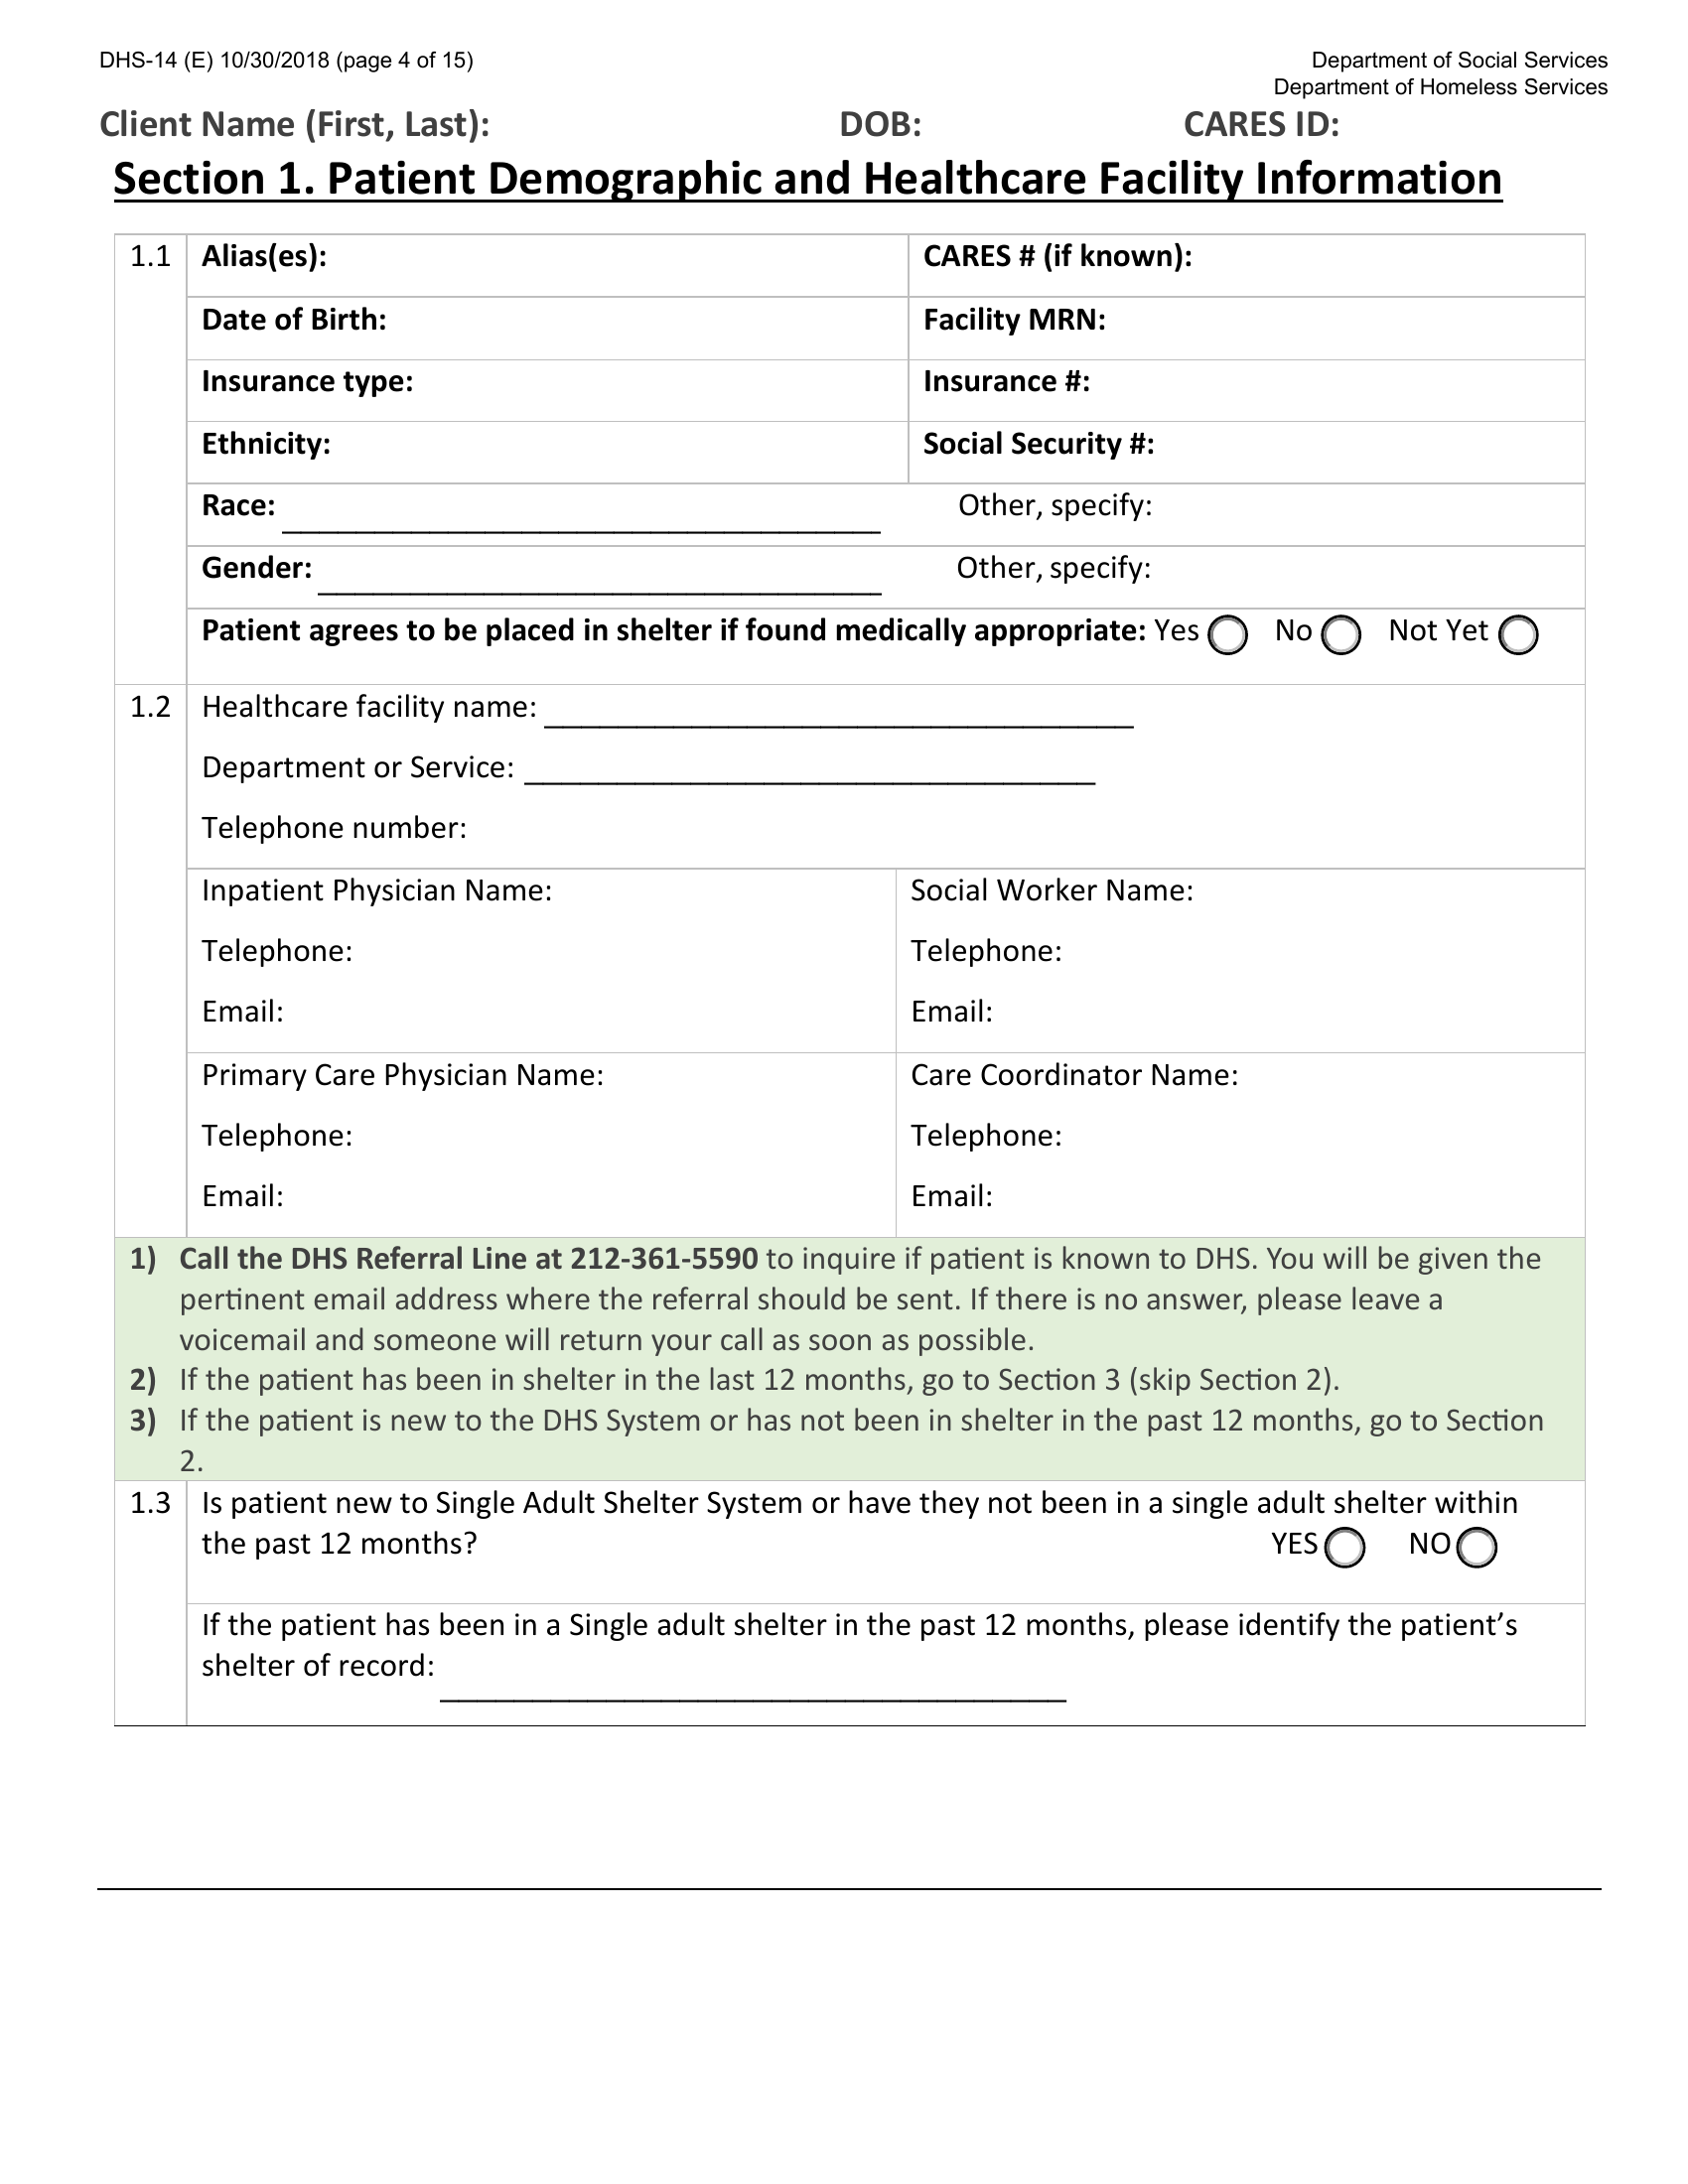 DHS-14 (E) 10/30/2018 (page 4 of 15)
Department of Social Services
Department of Homeless Services
Client Name (First, Last): DOB: CARES ID:
Section 1. Patient Demographic and Healthcare Facility Information
1.1 Alias(es): CARES # (if known):
Date of Birth: Facility MRN:
Insurance type: Insurance #:
Ethnicity: Social Security #:
Race: Other, specify:
Gender: Other, specify:
Patient agrees to be placed in shelter if found medically appropriate: Yes No Not Yet
1.2 Healthcare facility name:
Department or Service:
Telephone number:
Inpatient Physician Name: Social Worker Name:
Telephone: Telephone:
Email: Email:
Primary Care Physician Name: Care Coordinator Name:
Telephone: Telephone:
Email: Email:
1) Call the DHS Referral Line at 212-361-5590 to inquire if patient is known to DHS. You will be given the
pertinent email address where the referral should be sent. If there is no answer, please leave a
voicemail and someone will return your call as soon as possible.
2) If the patient has been in shelter in the last 12 months, go to Section 3 (skip Section 2).
3) If the patient is new to the DHS System or has not been in shelter in the past 12 months, go to Section
2.
1.3 Is patient new to Single Adult Shelter System or have they not been in a single adult shelter within
the past 12 months? YES NO
If the patient has been in a Single adult shelter in the past 12 months, please identify the patient’s
shelter of record: